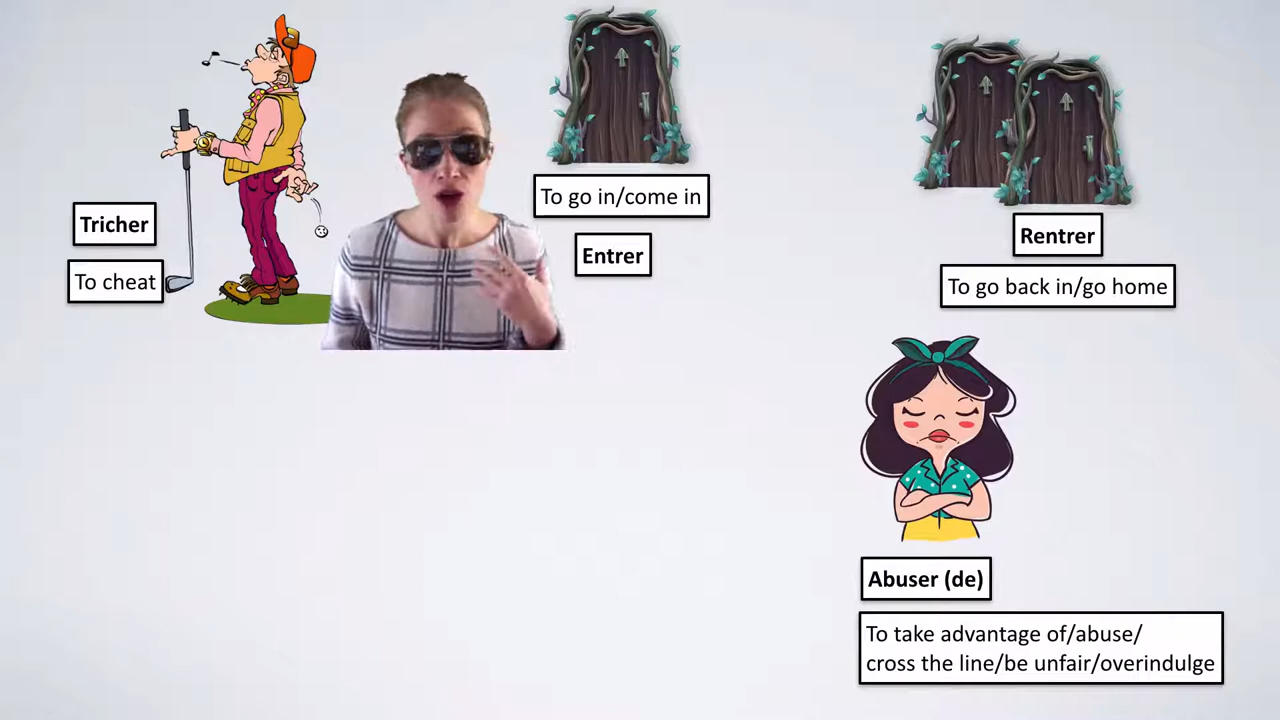 Tricher
To cheat
To go in/come in
Entrer
Rentrer
To go back in/go home
Abuser (de)
To take advantage of/abuse/
cross the line/be unfair/overindulge